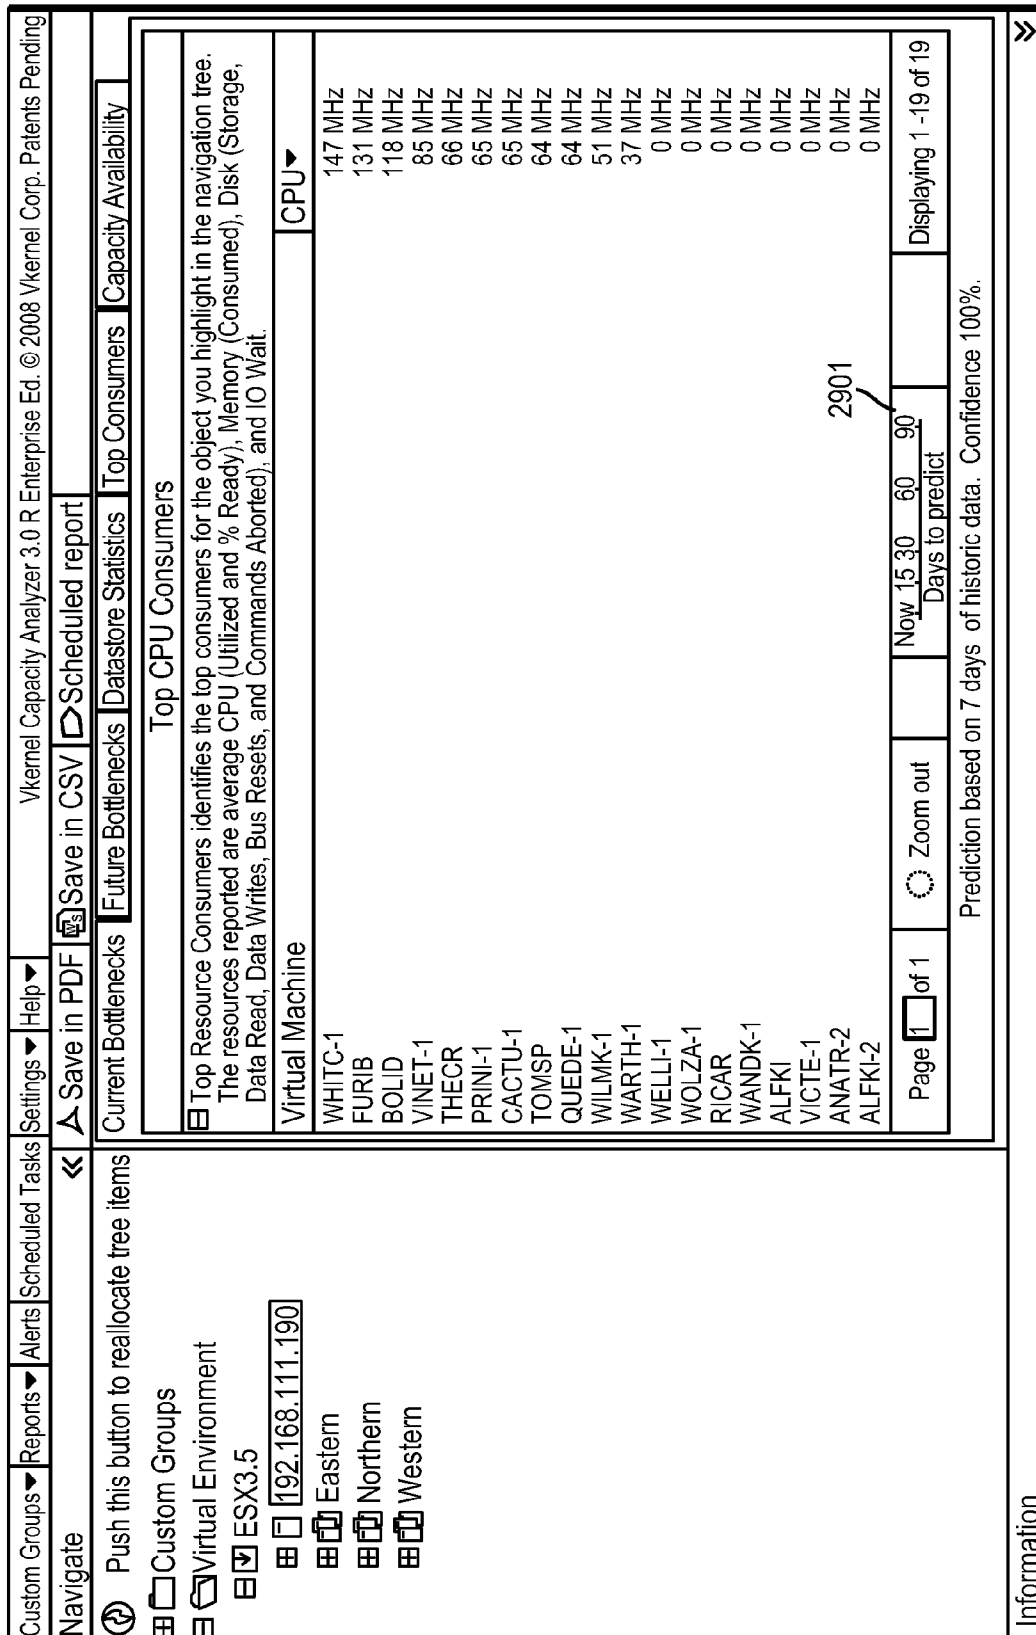 Custom Groups Reports Alerts Scheduled Tasks Settings Help Vkernel Capacity Analyzer 3.0 R Enterprise Ed. © 2008 Vkernel Corp. Patents Pending
Navigate
Save in PDF Save in CSV Scheduled report
Push this button to reallocate tree items
Custom Groups
Virtual Environment
ESX3.5
192.168.111.190
Eastern
Northern
Western
Current Bottlenecks Future Bottlenecks Datastore Statistics Top Consumers Capacity Availability
Top CPU Consumers
Top Resource Consumers identifies the top consumers for the object you highlight in the navigation tree.
The resources reported are average CPU (Utilized and % Ready), Memory (Consumed), Disk (Storage,
Data Read, Data Writes, Bus Resets, and Commands Aborted), and IO Wait.
Virtual Machine CPU
WHITC-1 147 MHz
FURIB 131 MHz
BOLID 118 MHz
VINET-1 85 MHz
THECR 66 MHz
PRINI-1 65 MHz
CACTU-1 65 MHz
TOMSP 64 MHz
QUEDE-1 64 MHz
WILMK-1 51 MHz
WARTH-1 37 MHz
WELLI-1 0 MHz
WOLZA-1 0 MHz
RICAR 0 MHz
WANDK-1 0 MHz
ALFKI 0 MHz
VICTE-1 0 MHz
ANATR-2 0 MHz
ALFKI-2 0 MHz
2901
Page 1 of 1 Zoom out Now 15 30 60 90 Displaying 1 -19 of 19
Days to predict
Prediction based on 7 days of historic data. Confidence 100%.
Information